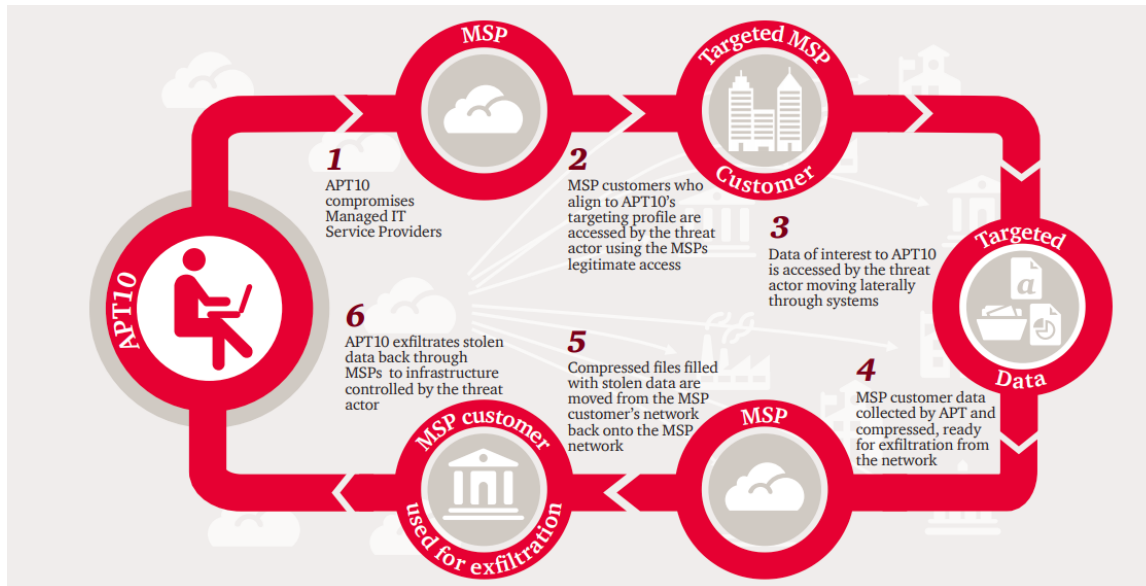 MSP
Targeted MSP
Customer
1
APT10
compromises
Managed IT
Service Providers
2
MSP customers who
align to APT10’s
targeting profile are
accessed by the threat
actor using the MSPs
legitimate access
3
Data of interest to APT10
is accessed by the threat
actor moving laterally
through systems
Targeted
a
Data
APT10
6
APT10 exfiltrates stolen
data back through
MSPs to infrastructure
controlled by the threat
actor
5
Compressed files filled
with stolen data are
moved from the MSP
customer’s network
back onto the MSP
network
4
MSP customer data
collected by APT and
compressed, ready
for exfiltration from
the network
MSP customer
used for exfiltration
MSP